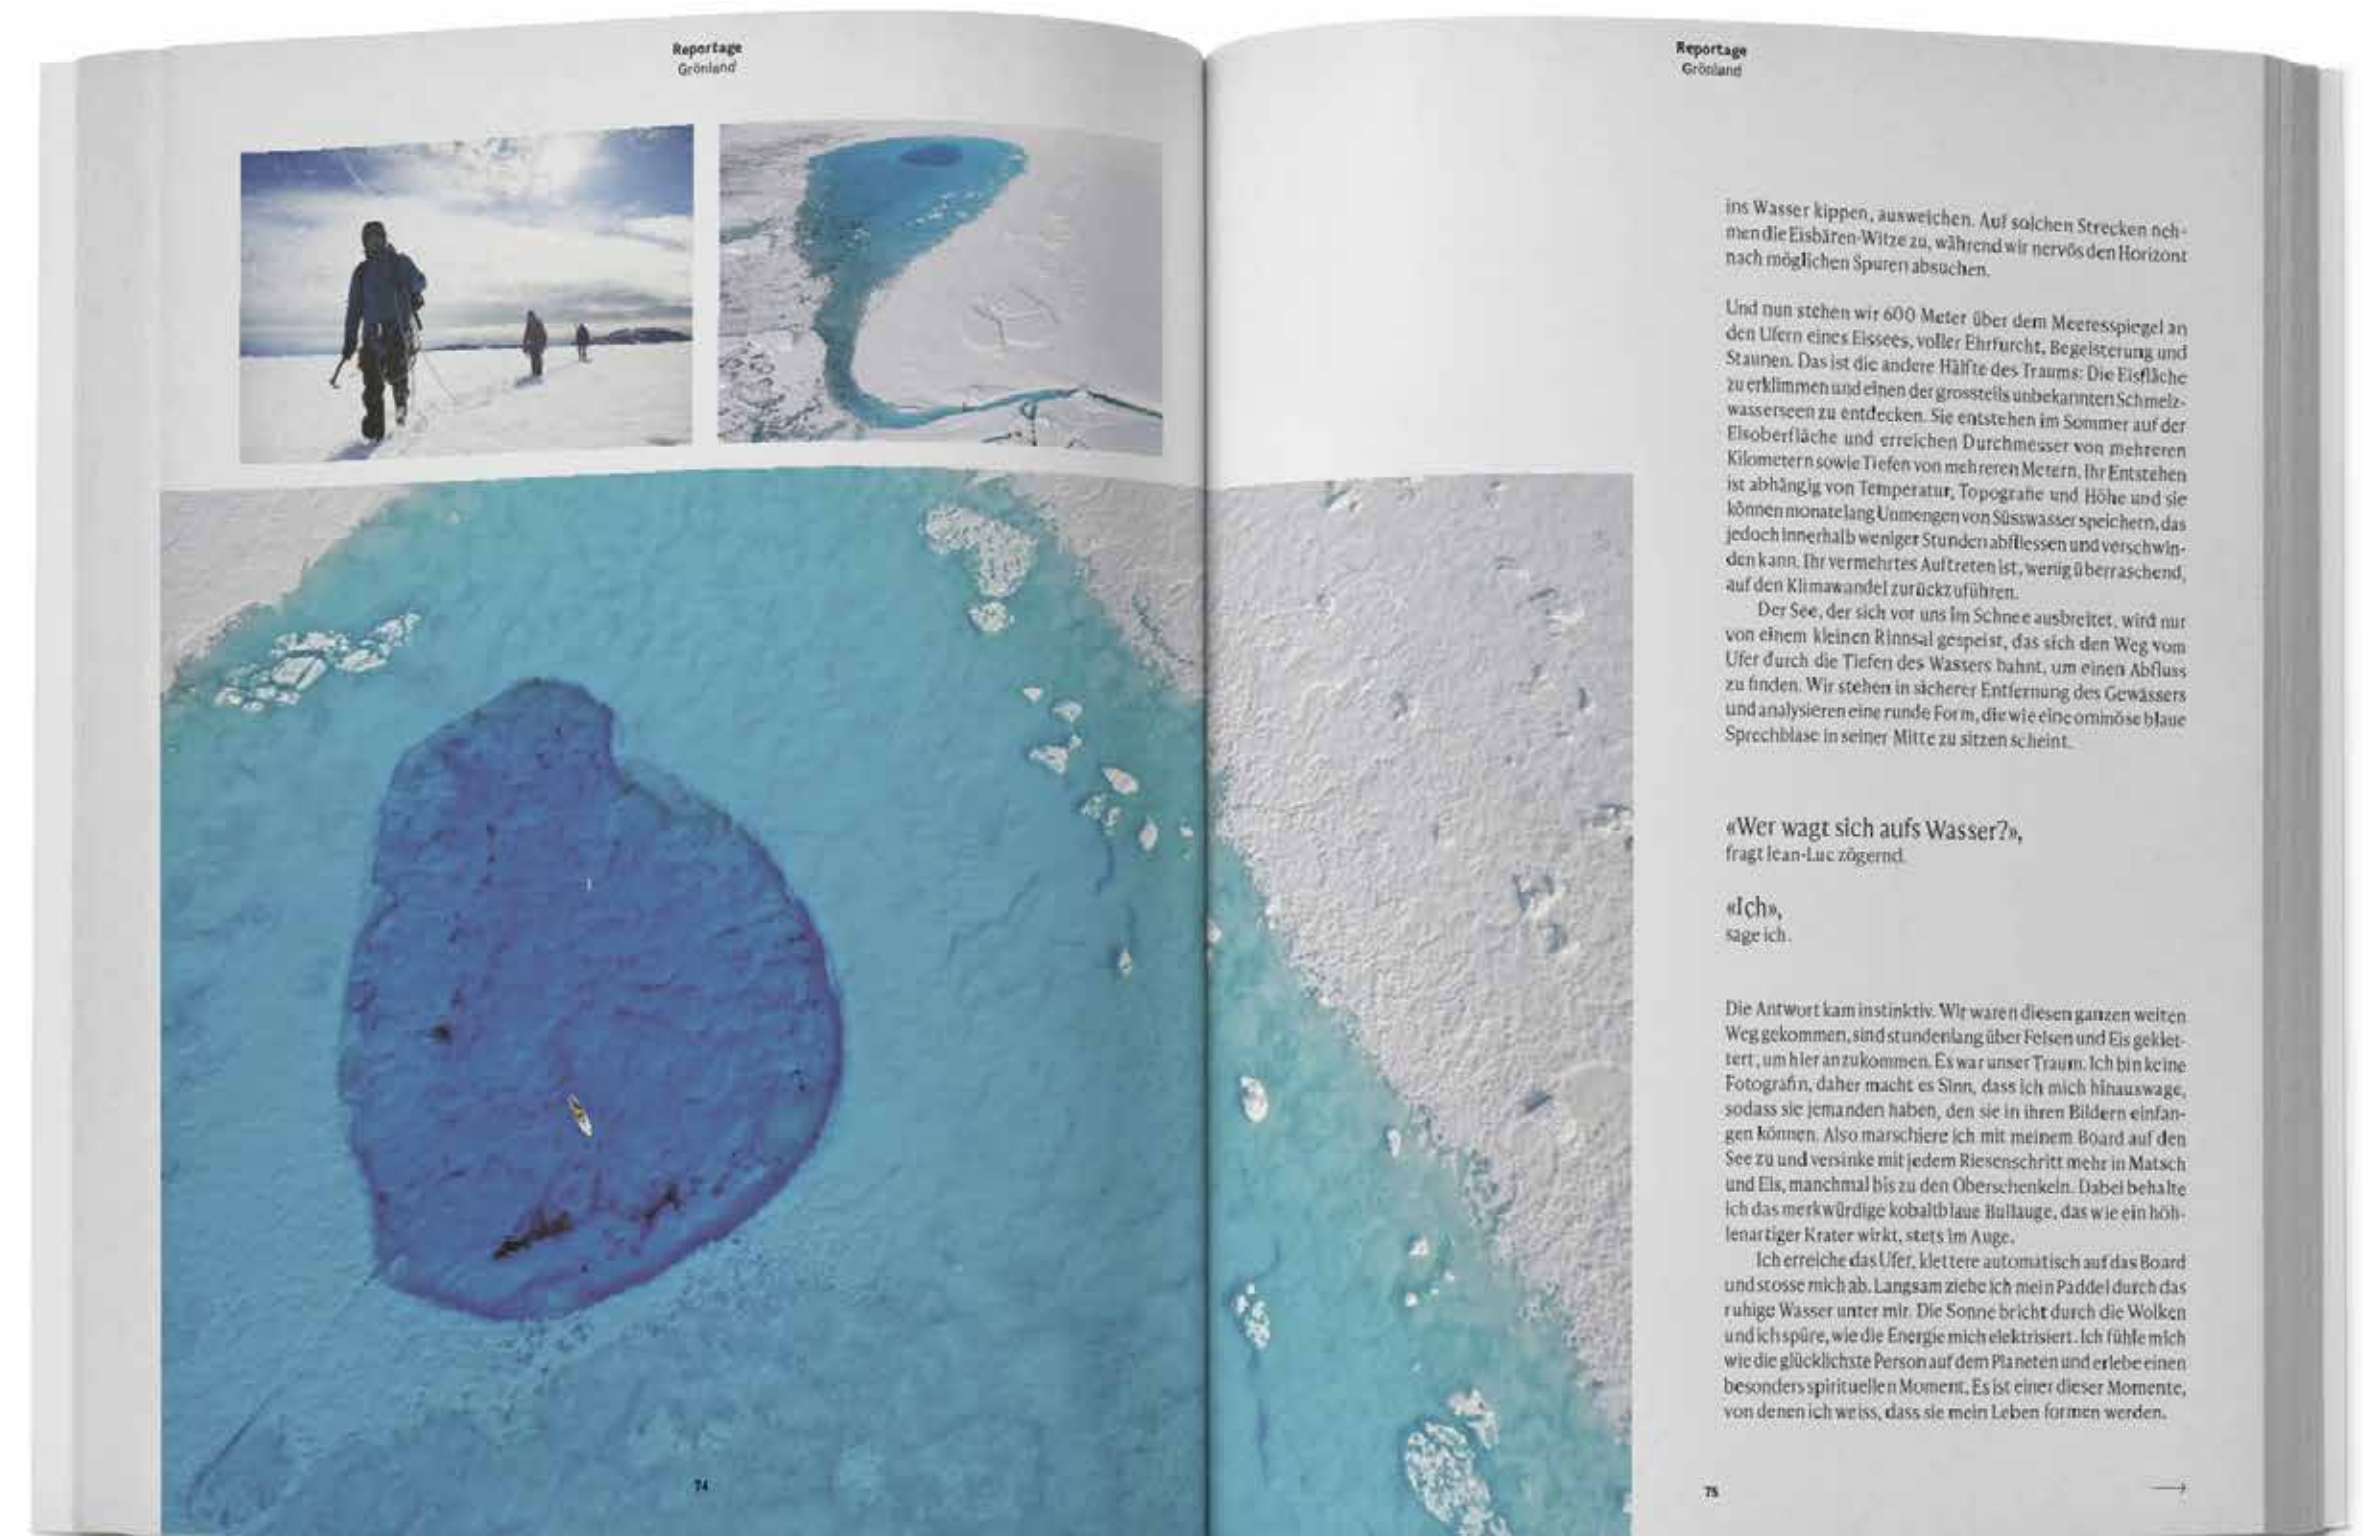 Reportage
Grönland
74
Reportage
Grönland
ins Wasser kippen, ausweichen. Auf solchen Strecken neh-
men die Eisbären-Witze zu, während wir nervös den Horizont
nach möglichen Spuren absuchen.
Und nun stehen wir 600 Meter über dem Meeresspiegel an
den Ufern eines Eissees, voller Ehrfurcht, Begeisterung und
Staunen. Das ist die andere Hälfte des Traums: Die Eisfläche
zu erklimmen und einen der grossteils unbekannten Schmelz-
wasserseen zu entdecken. Sie entstehen im Sommer auf der
Eisoberfläche und erreichen Durchmesser von mehreren
Kilometern sowie Tiefen von mehreren Metern. Ihr Entstehen
ist abhängig von Temperatur, Topografie und Höhe und sie
können monatelang Unmengen von Süsswasser speichern, das
jedoch innerhalb weniger Stunden abfliessen und verschwin-
den kann. Ihr vermehrtes Auftreten ist, wenig überraschend,
auf den Klimawandel zurückzuführen.
Der See, der sich vor uns im Schnee ausbreitet, wird nur
von einem kleinen Rinnsal gespeist, das sich den Weg vom
Ufer durch die Tiefen des Wassers bahnt, um einen Abfluss
zu finden. Wir stehen in sicherer Entfernung des Gewässers
und analysieren eine runde Form, die wie eine ominöse blaue
Sprechblase in seiner Mitte zu sitzen scheint.
«Wer wagt sich aufs Wasser?»,
fragt Jean-Luc zögernd.
«Ich»,
sage ich.
Die Antwort kam instinktiv. Wir waren diesen ganzen weiten
Weg gekommen, sind stundenlang über Felsen und Eis geklet-
tert, um hier anzukommen. Es war unser Traum. Ich bin keine
Fotografin, daher macht es Sinn, dass ich mich hinauswage,
sodass sie jemanden haben, den sie in ihren Bildern einfan-
gen können. Also marschiere ich mit meinem Board auf den
See zu und versinke mit jedem Riesenschritt mehr in Matsch
und Eis, manchmal bis zu den Oberschenkeln. Dabei behalte
ich das merkwürdige kobaltblaue Bullauge, das wie ein höh-
lenartiger Krater wirkt, stets im Auge.
Ich erreiche das Ufer, klettere automatisch auf das Board
und stosse mich ab. Langsam ziehe ich mein Paddel durch das
ruhige Wasser unter mir. Die Sonne bricht durch die Wolken
und ich spüre, wie die Energie mich elektrisiert. Ich fühle mich
wie die glücklichste Person auf dem Planeten und erlebe einen
besonders spirituellen Moment. Es ist einer dieser Momente,
von denen ich weiss, dass sie mein Leben formen werden.
75